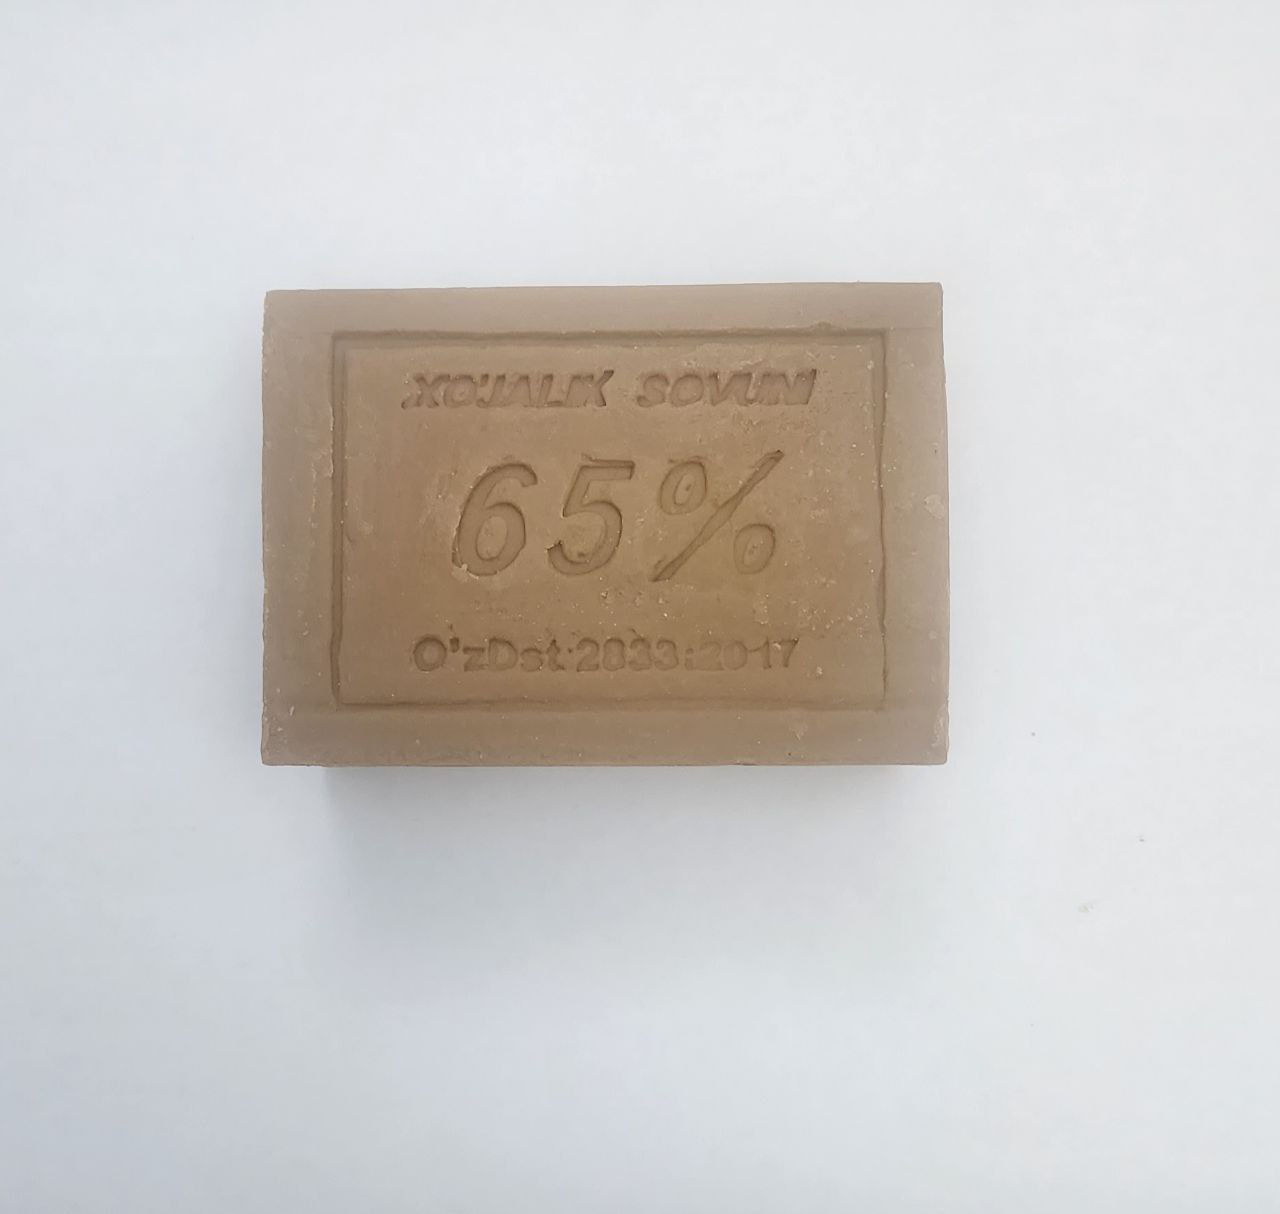 XO'JALIK SOVUNI
65%
O'zDst 2833:2017